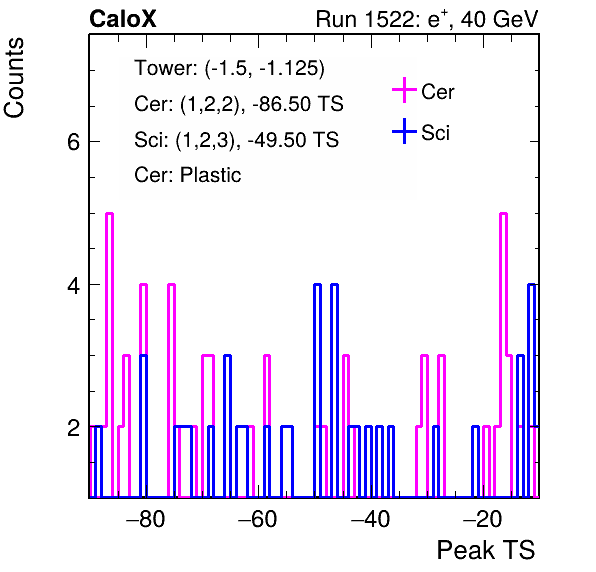 CaloX Run 1522: e⁺, 40 GeV
Counts
Tower: (-1.5, -1.125)
Cer: (1,2,2), -86.50 TS
Sci: (1,2,3), -49.50 TS
Cer: Plastic
Cer
Sci
6
4
2
−80 −60 −40 −20
Peak TS